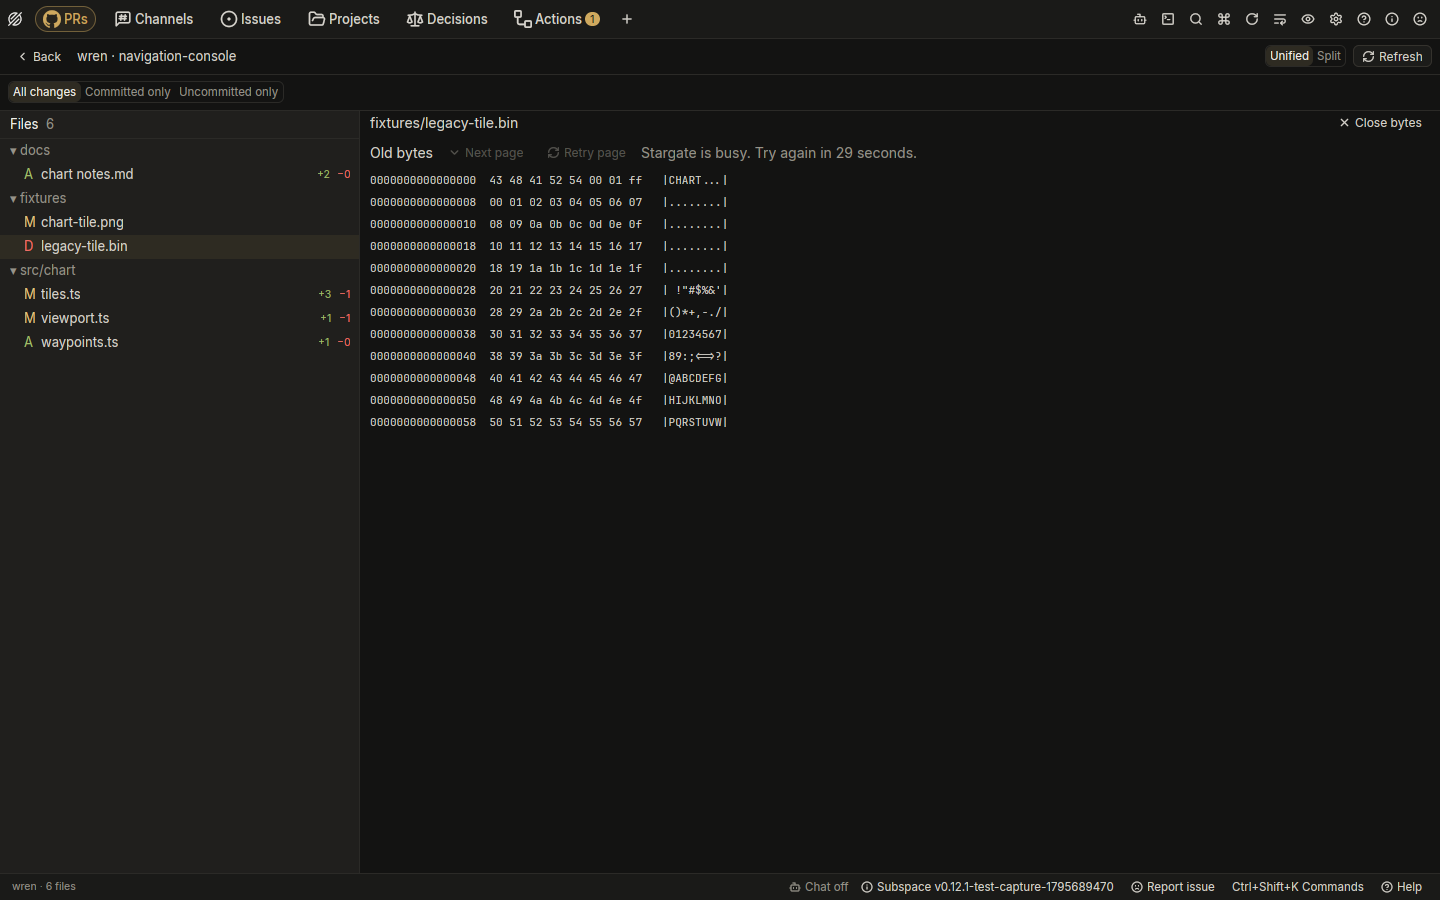 PRs Channels Issues Projects Decisions Actions 1
Back wren · navigation-console Unified Split Refresh
All changes Committed only Uncommitted only
Files 6
fixtures/legacy-tile.bin Close bytes
▾ docs
A chart notes.md +2 −0
▾ fixtures
M chart-tile.png
D legacy-tile.bin
▾ src/chart
M tiles.ts +3 −1
M viewport.ts +1 −1
A waypoints.ts +1 −0
Old bytes Next page Retry page Stargate is busy. Try again in 29 seconds.
0000000000000000 43 48 41 52 54 00 01 ff |CHART...|
0000000000000008 00 01 02 03 04 05 06 07 |........|
0000000000000010 08 09 0a 0b 0c 0d 0e 0f |........|
0000000000000018 10 11 12 13 14 15 16 17 |........|
0000000000000020 18 19 1a 1b 1c 1d 1e 1f |........|
0000000000000028 20 21 22 23 24 25 26 27 | !"#$%&'|
0000000000000030 28 29 2a 2b 2c 2d 2e 2f |()*+,-./|
0000000000000038 30 31 32 33 34 35 36 37 |01234567|
0000000000000040 38 39 3a 3b 3c 3d 3e 3f |89:;<=>?|
0000000000000048 40 41 42 43 44 45 46 47 |@ABCDEFG|
0000000000000050 48 49 4a 4b 4c 4d 4e 4f |HIJKLMNO|
0000000000000058 50 51 52 53 54 55 56 57 |PQRSTUVW|
wren · 6 files Chat off Subspace v0.12.1-test-capture-1795689470 Report issue Ctrl+Shift+K Commands Help